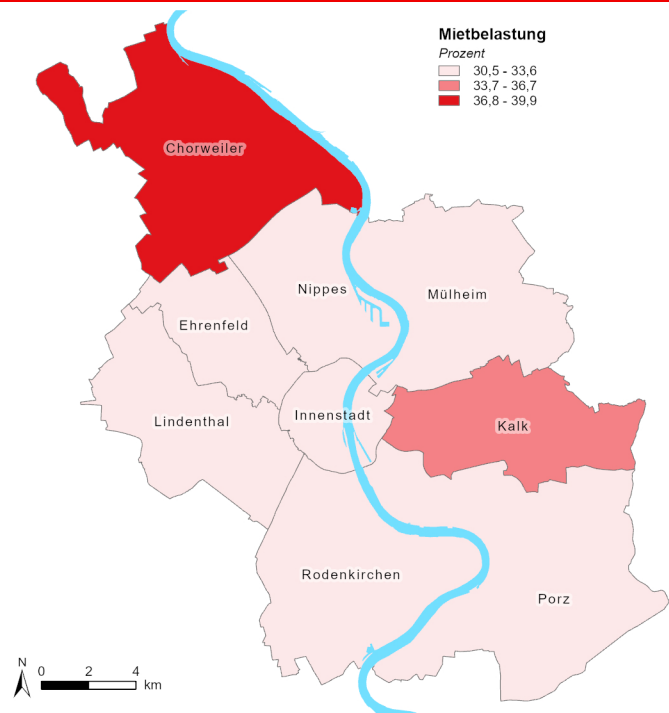 Mietbelastung
Prozent
30,5 - 33,6
33,7 - 36,7
36,8 - 39,9
Chorweiler
Nippes
Mülheim
Ehrenfeld
Lindenthal
Innenstadt
Kalk
Rodenkirchen
Porz
N
0 2 4
km